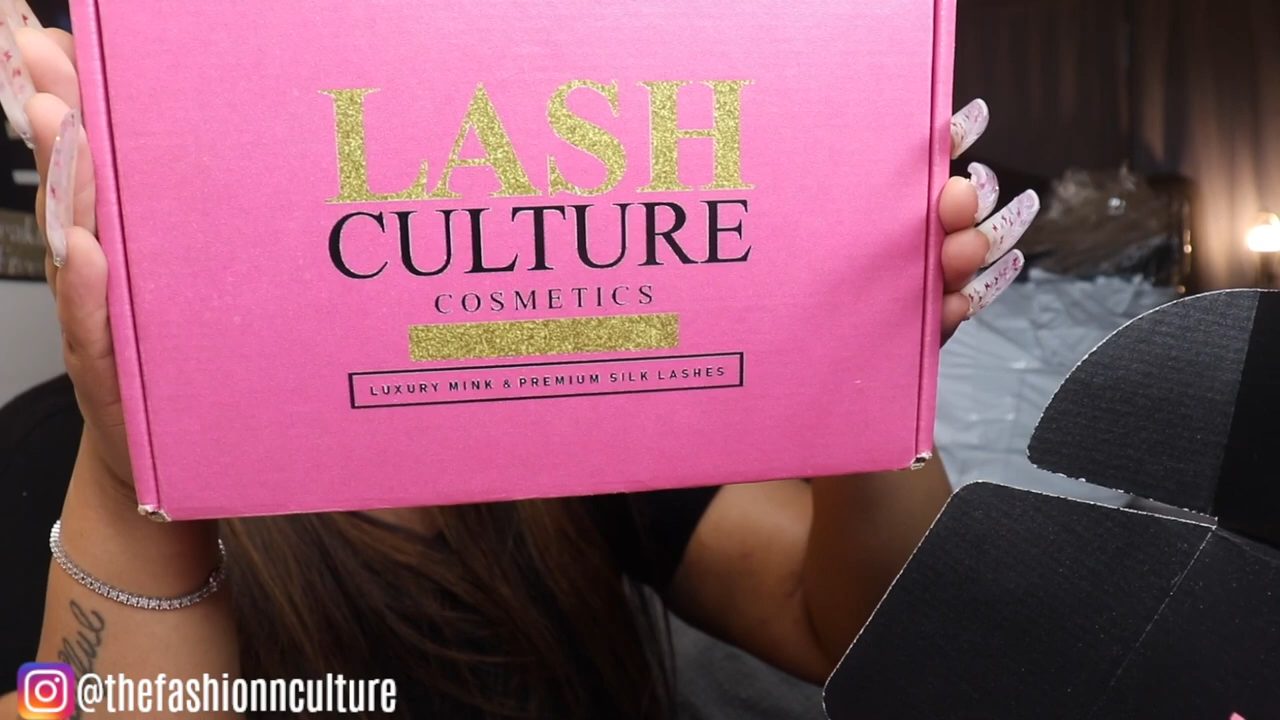 LASH
CULTURE
COSMETICS
LUXURY MINK & PREMIUM SILK LASHES
@thefashionnculture